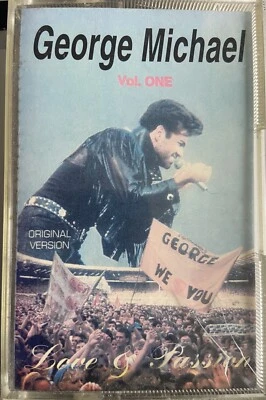 George Michael
Vol. ONE
ORIGINAL
VERSION
GEORGE
WE YOU
Love & Passion